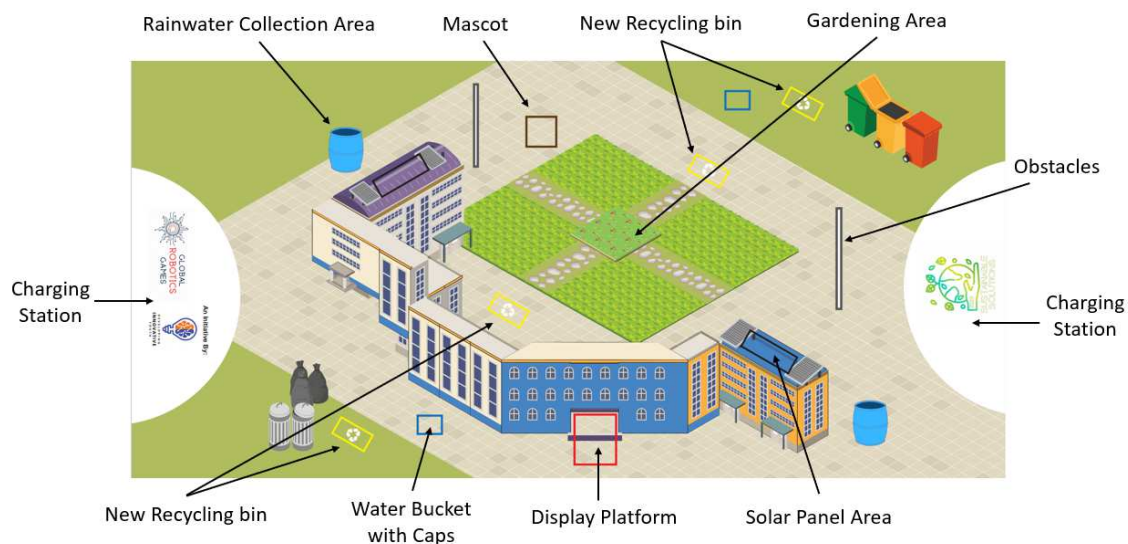 Rainwater Collection Area
Mascot
New Recycling bin
Gardening Area
Obstacles
GLOBAL
ROBOTICS
GAMES
An Initiative By:
INNOVATIVE
Charging
Station
Charging
Station
New Recycling bin
Water Bucket
with Caps
Display Platform
Solar Panel Area